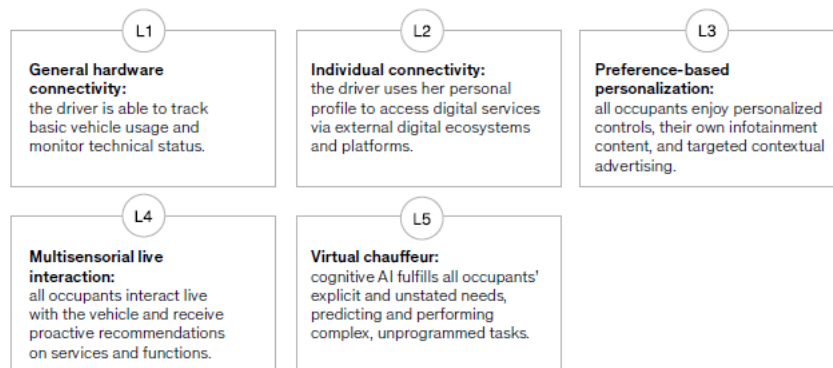 L1
General hardware
connectivity:
the driver is able to track
basic vehicle usage and
monitor technical status.
L2
Individual connectivity:
the driver uses her personal
profile to access digital services
via external digital ecosystems
and platforms.
L3
Preference-based
personalization:
all occupants enjoy personalized
controls, their own infotainment
content, and targeted contextual
advertising.
L4
Multisensorial live
interaction:
all occupants interact live
with the vehicle and receive
proactive recommendations
on services and functions.
L5
Virtual chauffeur:
cognitive AI fulfills all occupants'
explicit and unstated needs,
predicting and performing
complex, unprogrammed tasks.